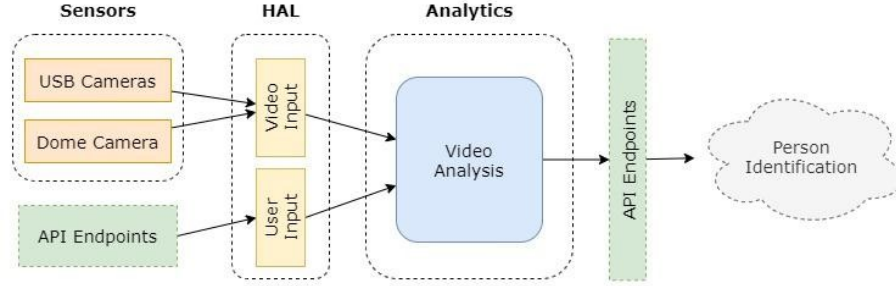 Sensors
HAL
Analytics
USB Cameras
Dome Camera
API Endpoints
Video
Input
User
Input
Video
Analysis
API Endpoints
Person
Identification